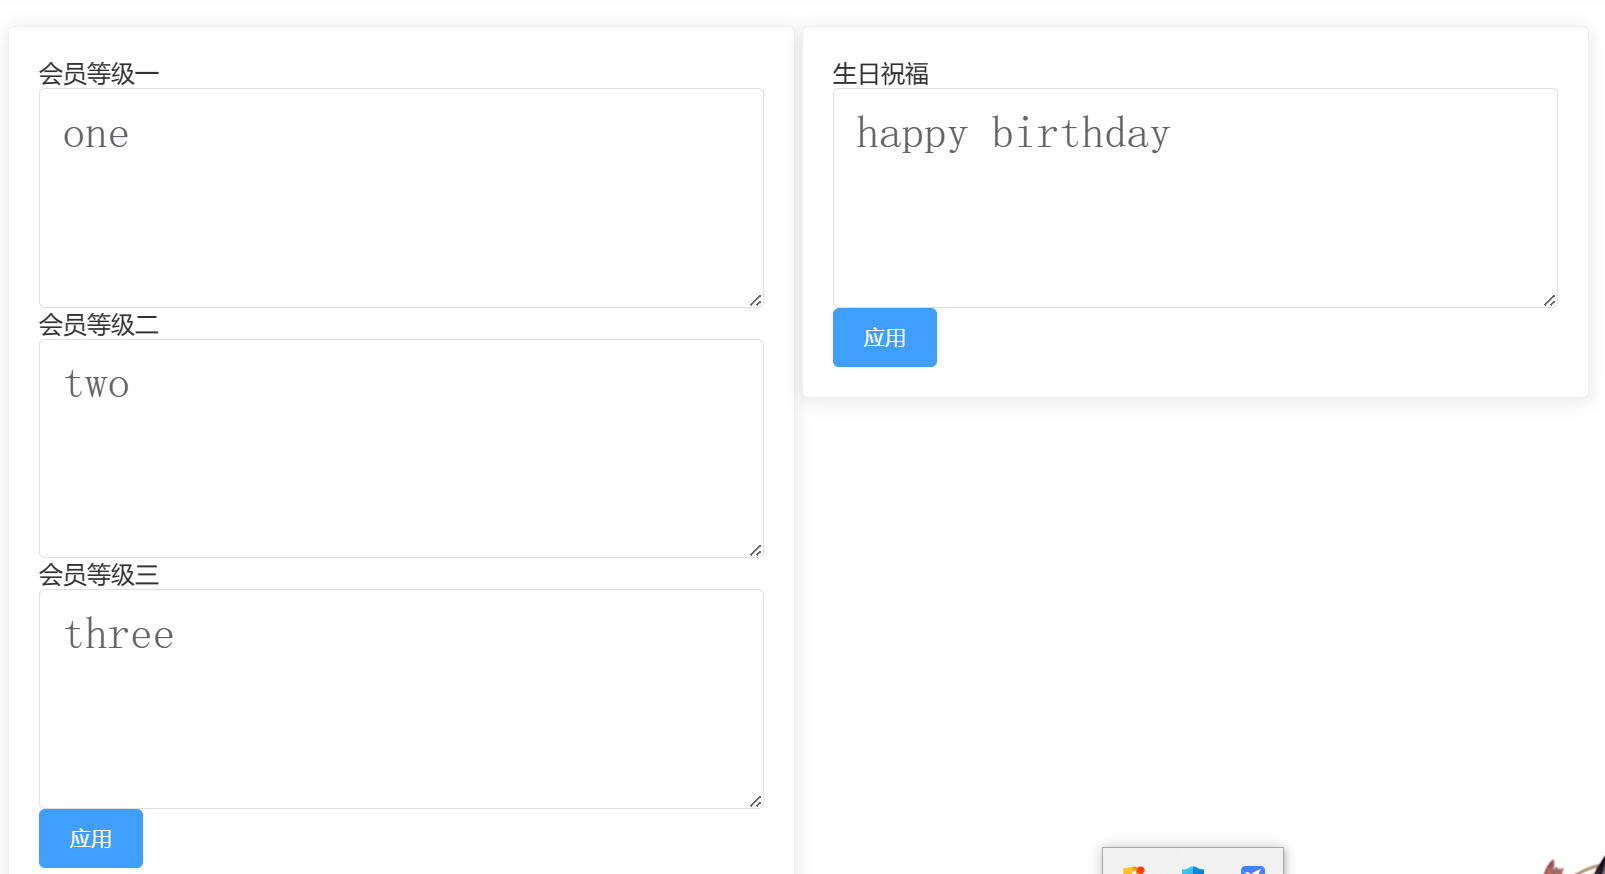 会员等级一
one
会员等级二
two
会员等级三
three
应用
生日祝福
happy birthday
应用